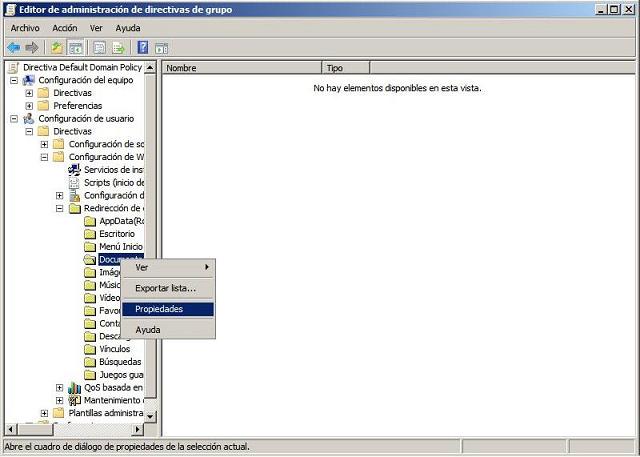 Editor de administración de directivas de grupo
Archivo Acción Ver Ayuda
Directiva Default Domain Policy
Configuración del equipo
Directivas
Preferencias
Configuración de usuario
Directivas
Configuración de so
Configuración de W
Servicios de ins
Scripts (inicio de
Configuración d
Redirección de
AppData(Ro
Escritorio
Menú Inicio
Docum
Imág
Músic
Vídeo
Favor
Conta
Descarg
Vínculos
Búsquedas
Juegos gua
QoS basada en
Mantenimiento
Plantillas administra
Nombre Tipo
No hay elementos disponibles en esta vista.
Ver
Exportar lista...
Propiedades
Ayuda
Abre el cuadro de diálogo de propiedades de la selección actual.